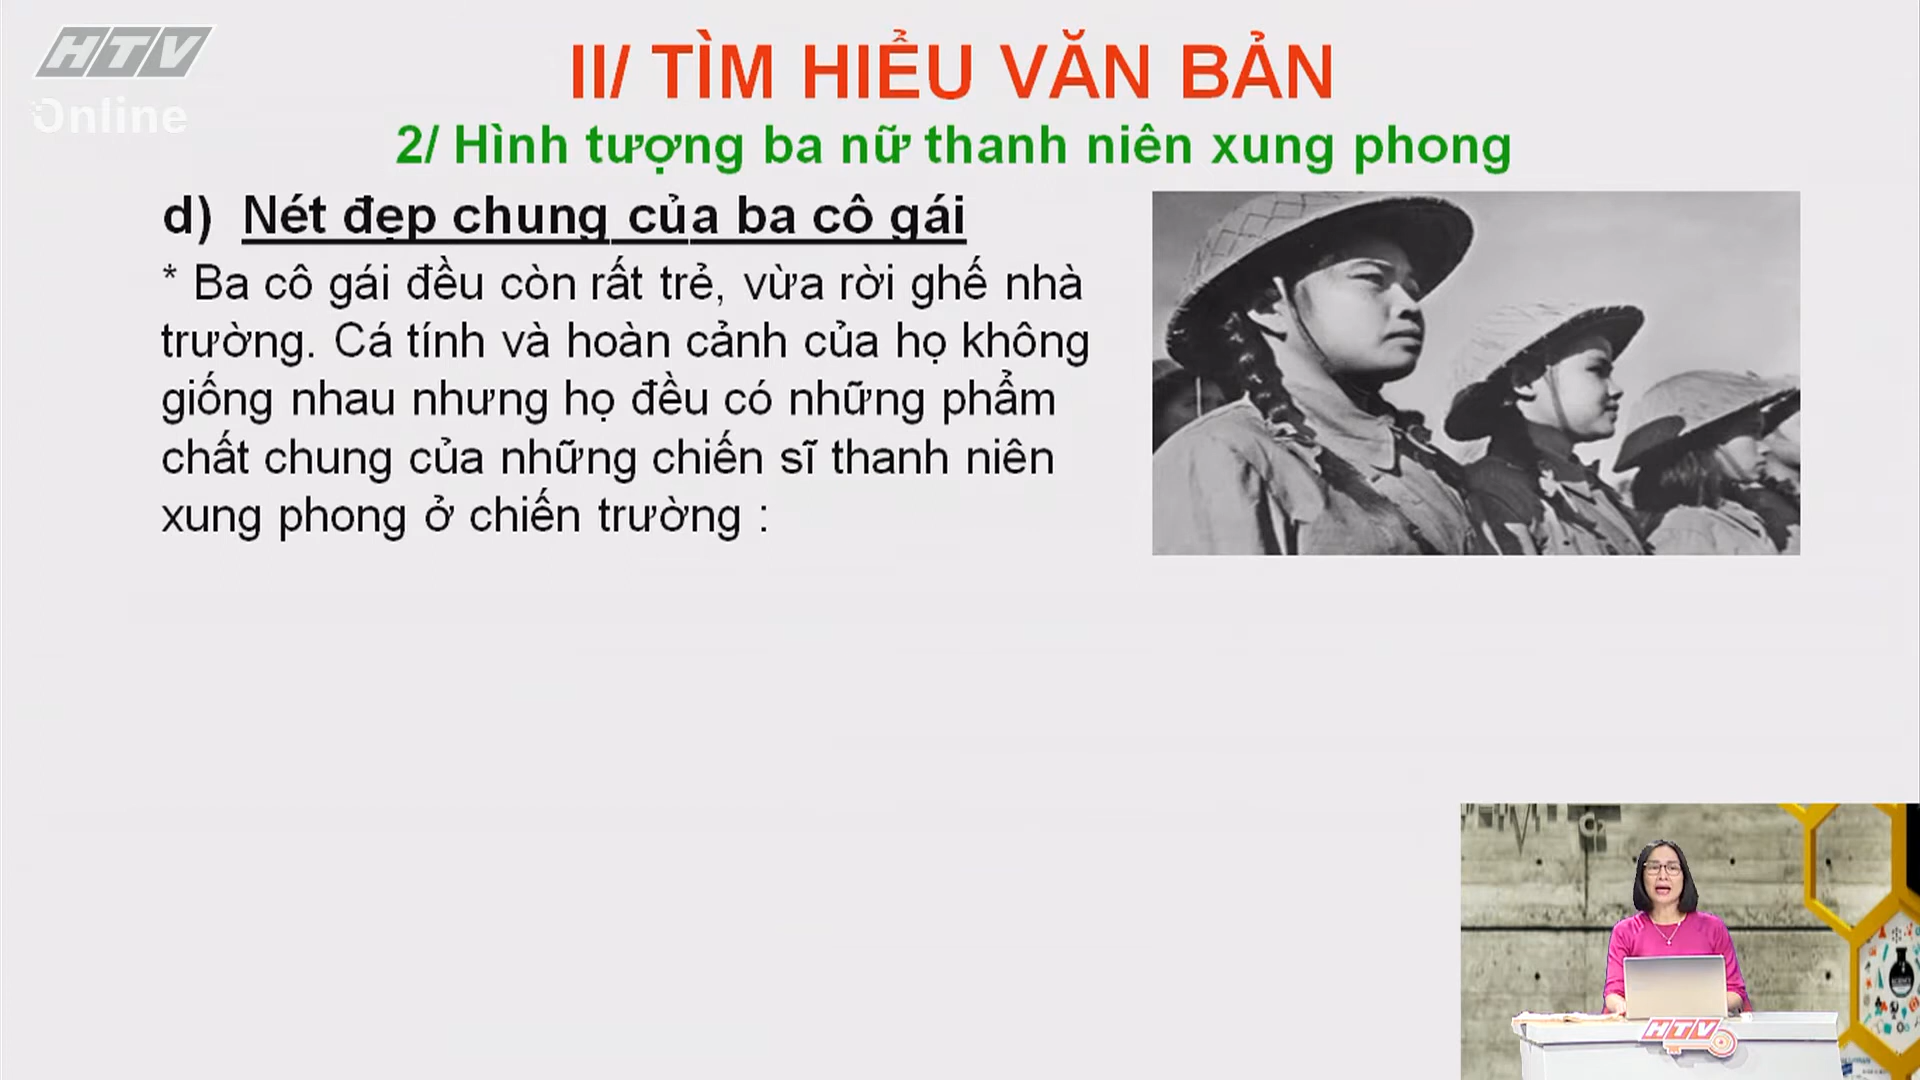 HTV
Online
II/ TÌM HIỂU VĂN BẢN
2/ Hình tượng ba nữ thanh niên xung phong
d) Nét đẹp chung của ba cô gái
* Ba cô gái đều còn rất trẻ, vừa rời ghế nhà
trường. Cá tính và hoàn cảnh của họ không
giống nhau nhưng họ đều có những phẩm
chất chung của những chiến sĩ thanh niên
xung phong ở chiến trường :
HTV